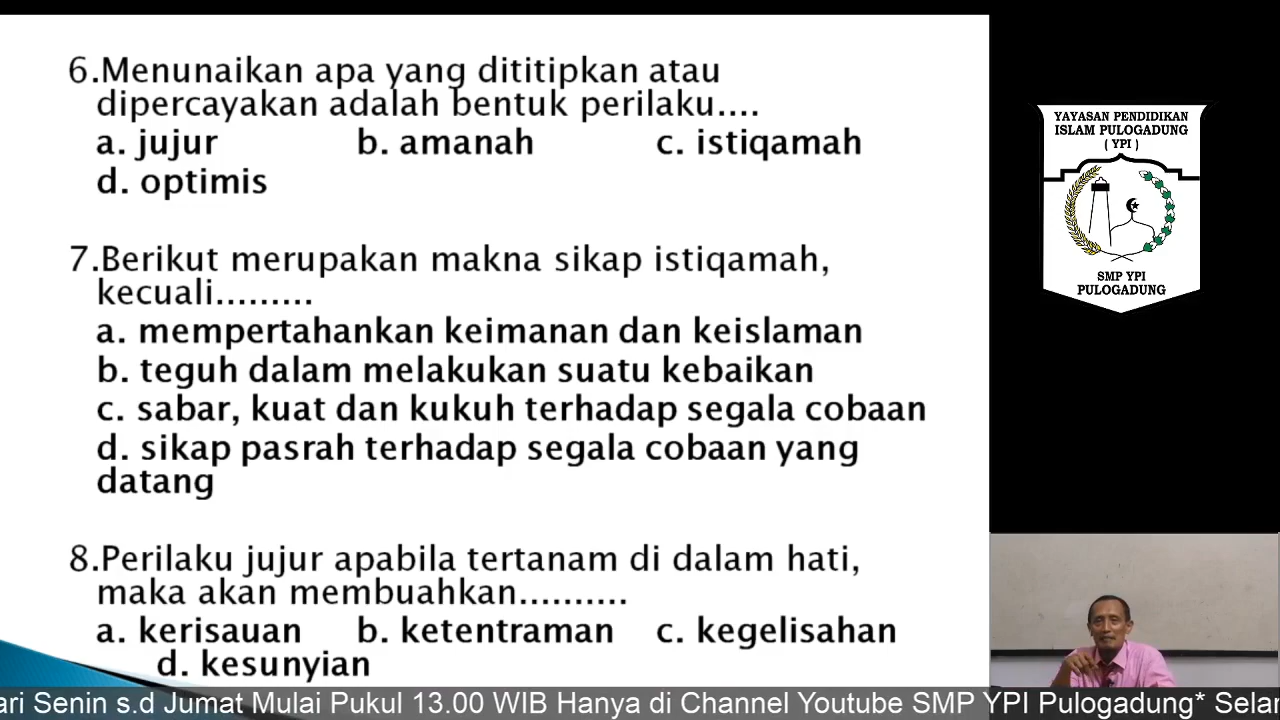 6.Menunaikan apa yang dititipkan atau
dipercayakan adalah bentuk perilaku....
a. jujur b. amanah c. istiqamah
d. optimis
7.Berikut merupakan makna sikap istiqamah,
kecuali.........
a. mempertahankan keimanan dan keislaman
b. teguh dalam melakukan suatu kebaikan
c. sabar, kuat dan kukuh terhadap segala cobaan
d. sikap pasrah terhadap segala cobaan yang
datang
8.Perilaku jujur apabila tertanam di dalam hati,
maka akan membuahkan..........
a. kerisauan b. ketentraman c. kegelisahan
d. kesunyian
YAYASAN PENDIDIKAN
ISLAM PULOGADUNG
( YPI )
SMP YPI
PULOGADUNG
ari Senin s.d Jumat Mulai Pukul 13.00 WIB Hanya di Channel Youtube SMP YPI Pulogadung* Selar